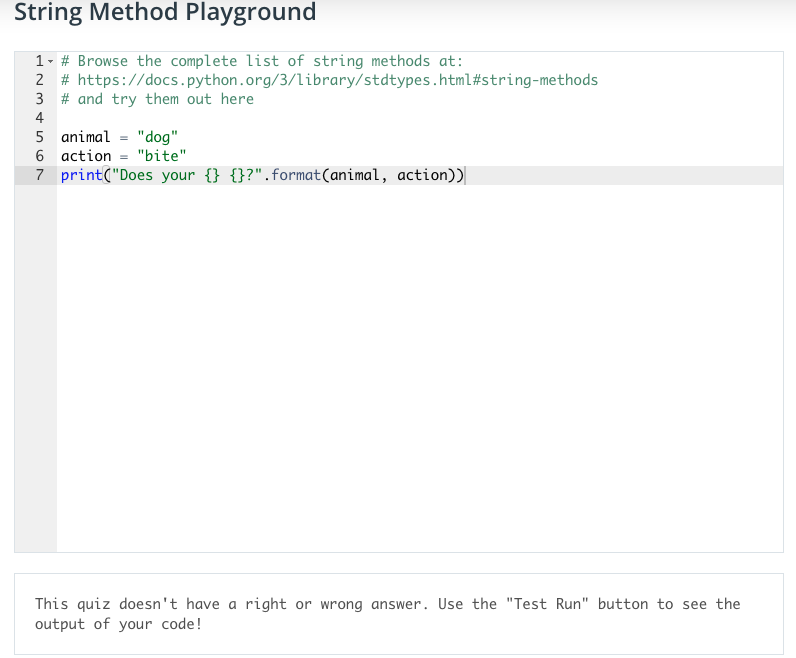 String Method Playground
1 # Browse the complete list of string methods at:
2 # https://docs.python.org/3/library/stdtypes.html#string-methods
3 # and try them out here
4
5 animal = "dog"
6 action = "bite"
7 print("Does your {} {}?".format(animal, action))
This quiz doesn't have a right or wrong answer. Use the "Test Run" button to see the
output of your code!